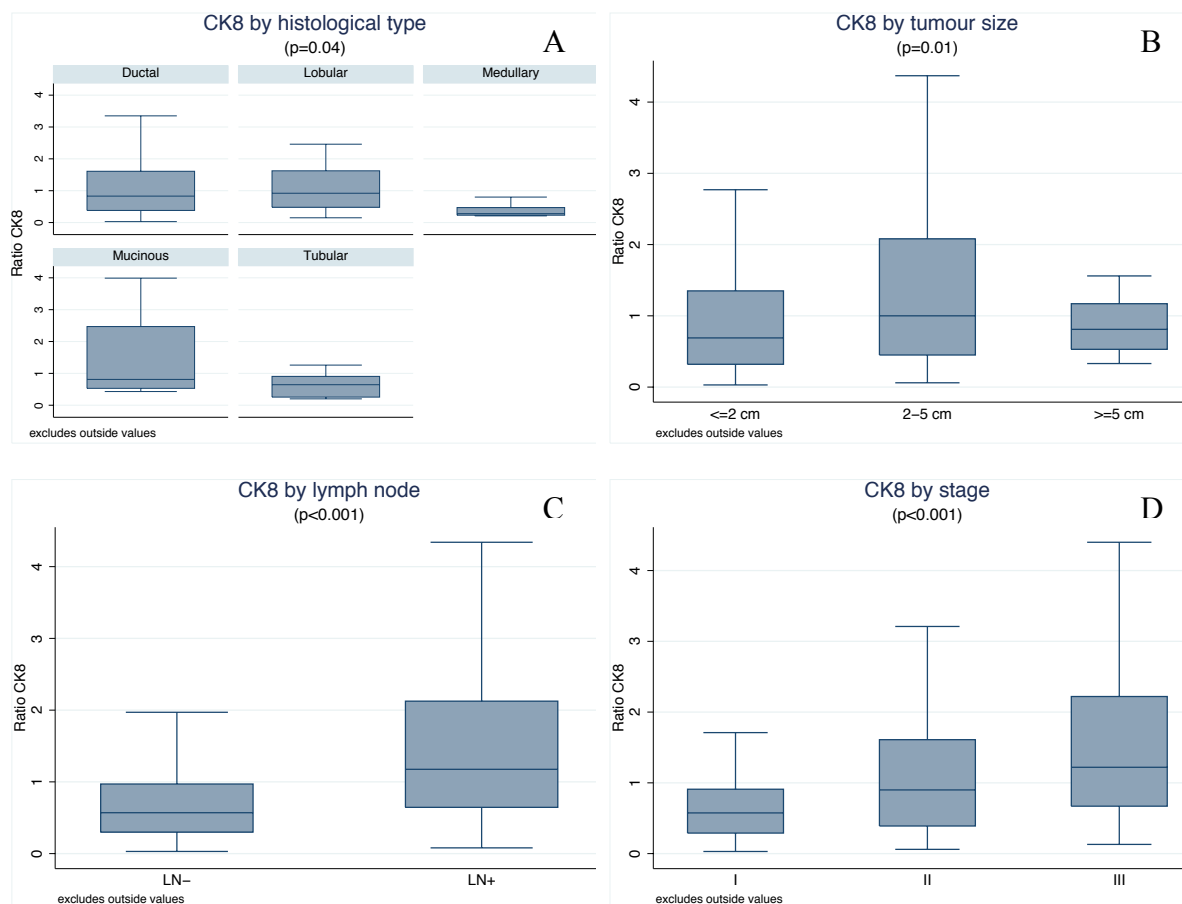 CK8 by histological type
(p=0.04)
A
Ductal
Lobular
Medullary
4
3
2
1
0
Mucinous
Tubular
4
3
2
1
0
Ratio CK8
excludes outside values
CK8 by tumour size
(p=0.01)
B
4
3
2
1
0
Ratio CK8
<=2 cm
2−5 cm
>=5 cm
excludes outside values
CK8 by lymph node
(p<0.001)
C
4
3
2
1
0
Ratio CK8
LN−
LN+
excludes outside values
CK8 by stage
(p<0.001)
D
4
3
2
1
0
Ratio CK8
I
II
III
excludes outside values